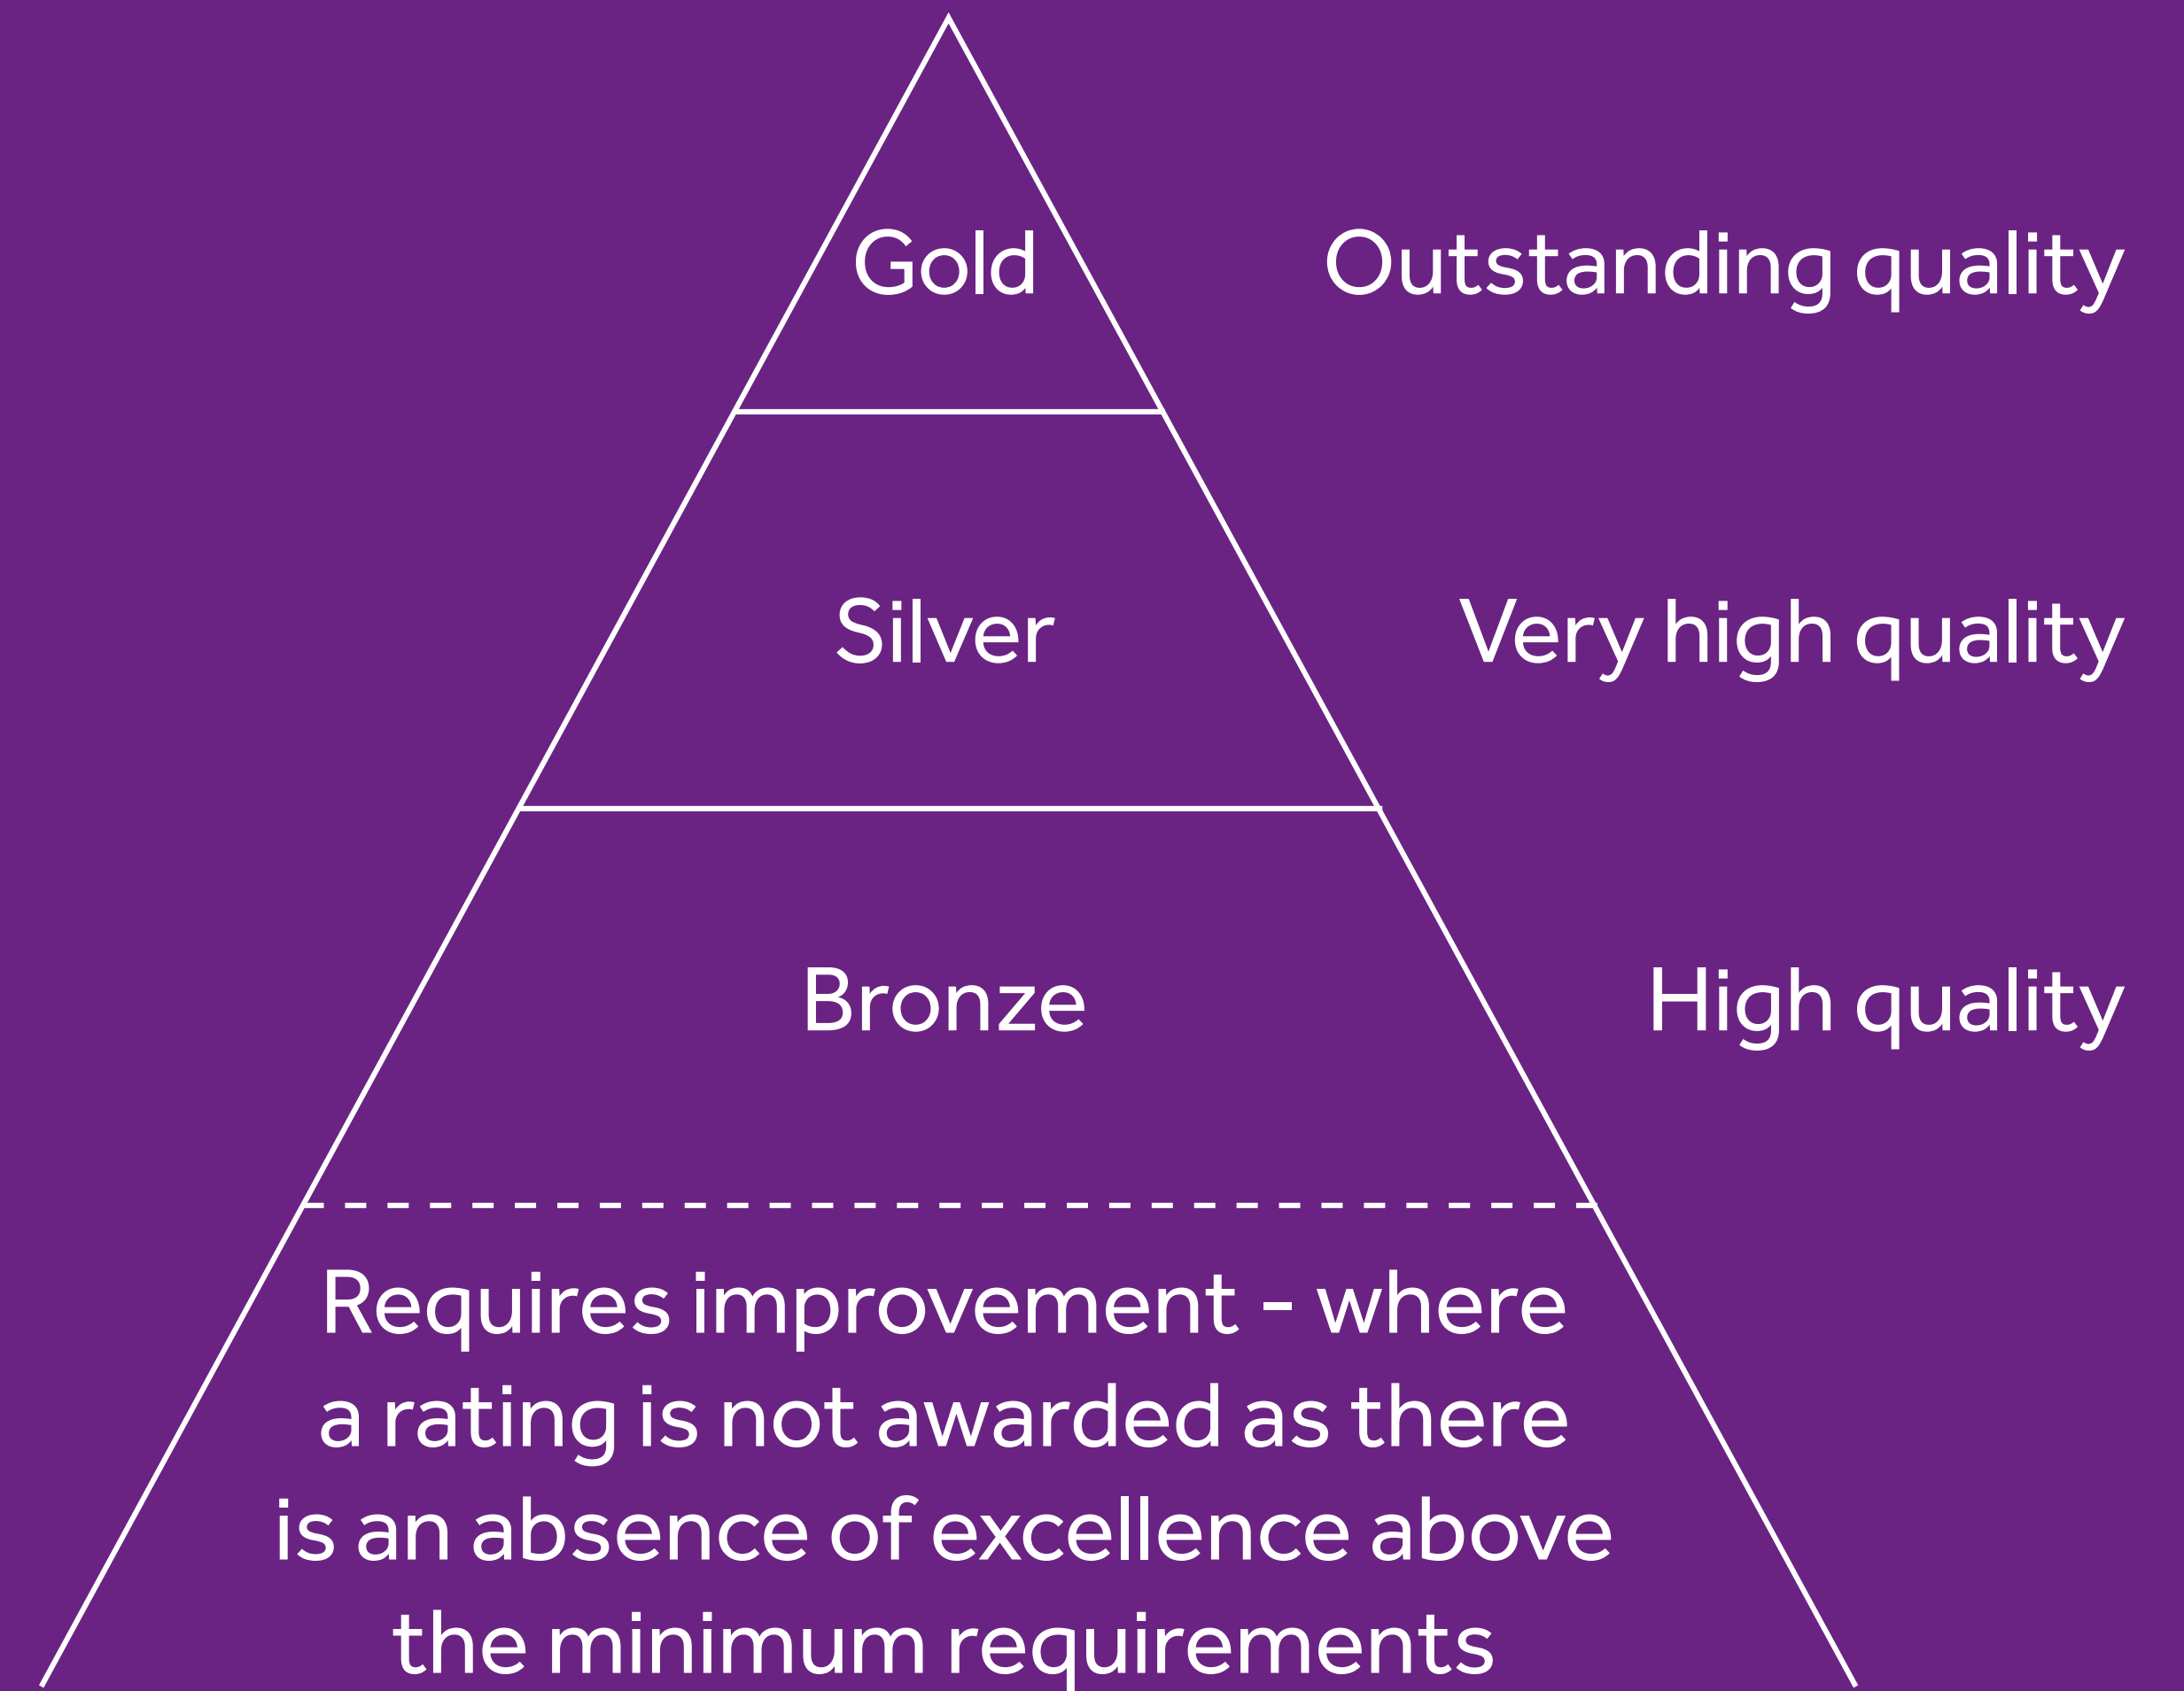 Gold
Outstanding quality
Silver
Very high quality
Bronze
High quality
Requires improvement - where
a rating is not awarded as there
is an absence of excellence above
the minimum requirements